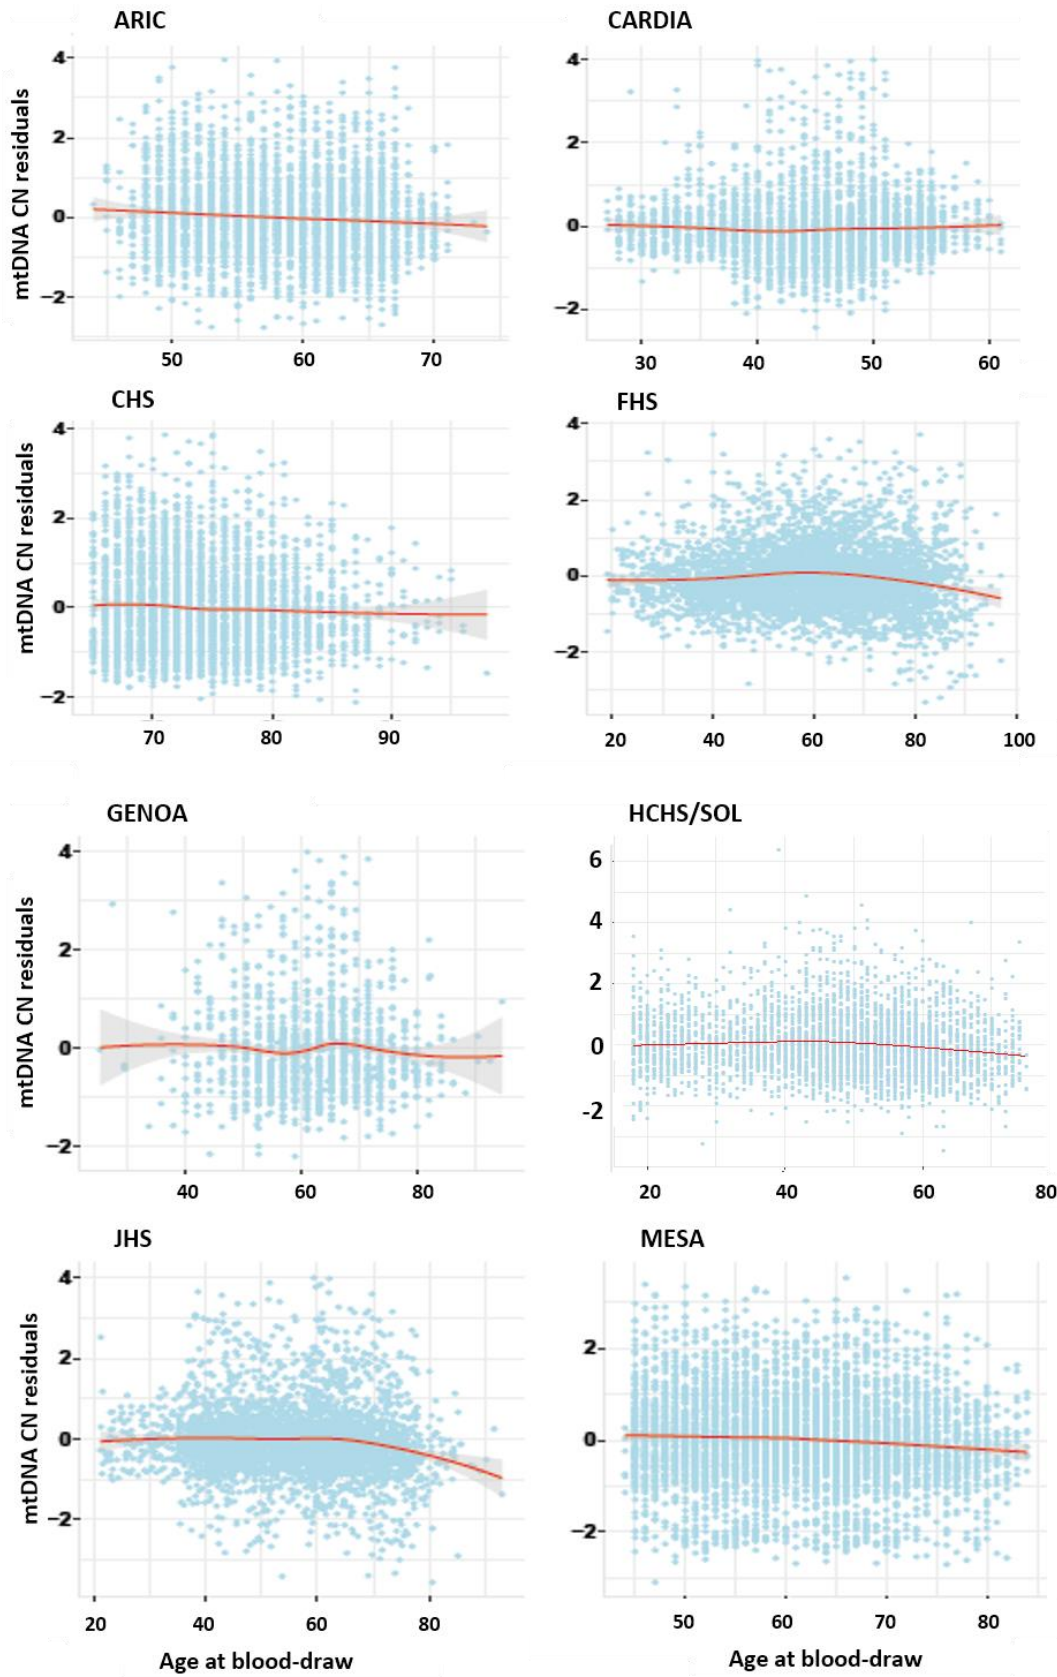 ARIC
CARDIA
mtDNA CN residuals
4
2
0
−2
50 60 70
4
2
0
−2
30 40 50 60
CHS
FHS
mtDNA CN residuals
4
2
0
−2
70 80 90
4
2
0
−2
20 40 60 80 100
GENOA
HCHS/SOL
mtDNA CN residuals
4
2
0
−2
40 60 80
6
4
2
0
-2
20 40 60 80
JHS
MESA
mtDNA CN residuals
4
2
0
−2
20 40 60 80
Age at blood-draw
2
0
−2
50 60 70 80
Age at blood-draw